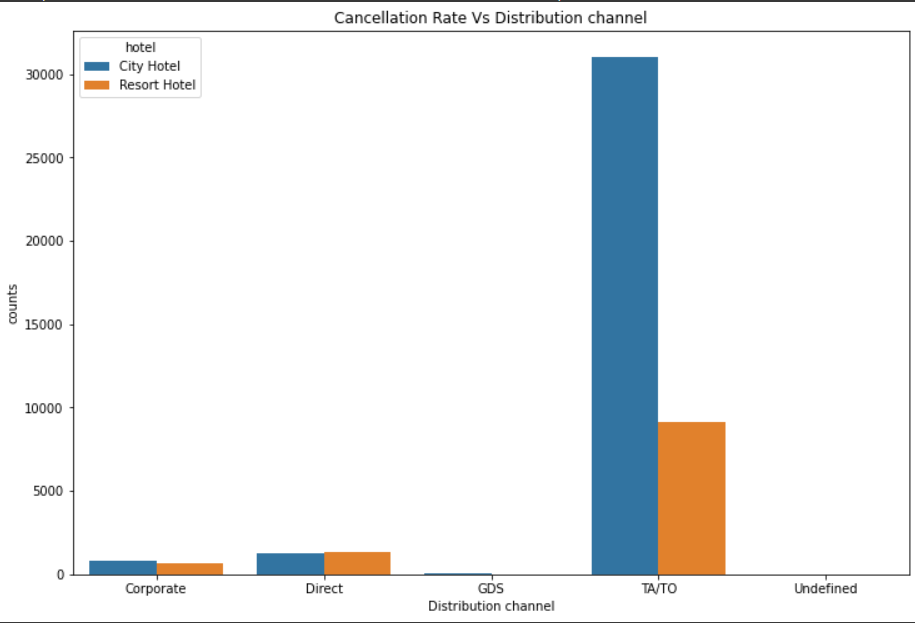 Cancellation Rate Vs Distribution channel
hotel
City Hotel
Resort Hotel
30000
25000
20000
15000
10000
5000
0
counts
Corporate Direct GDS TA/TO Undefined
Distribution channel